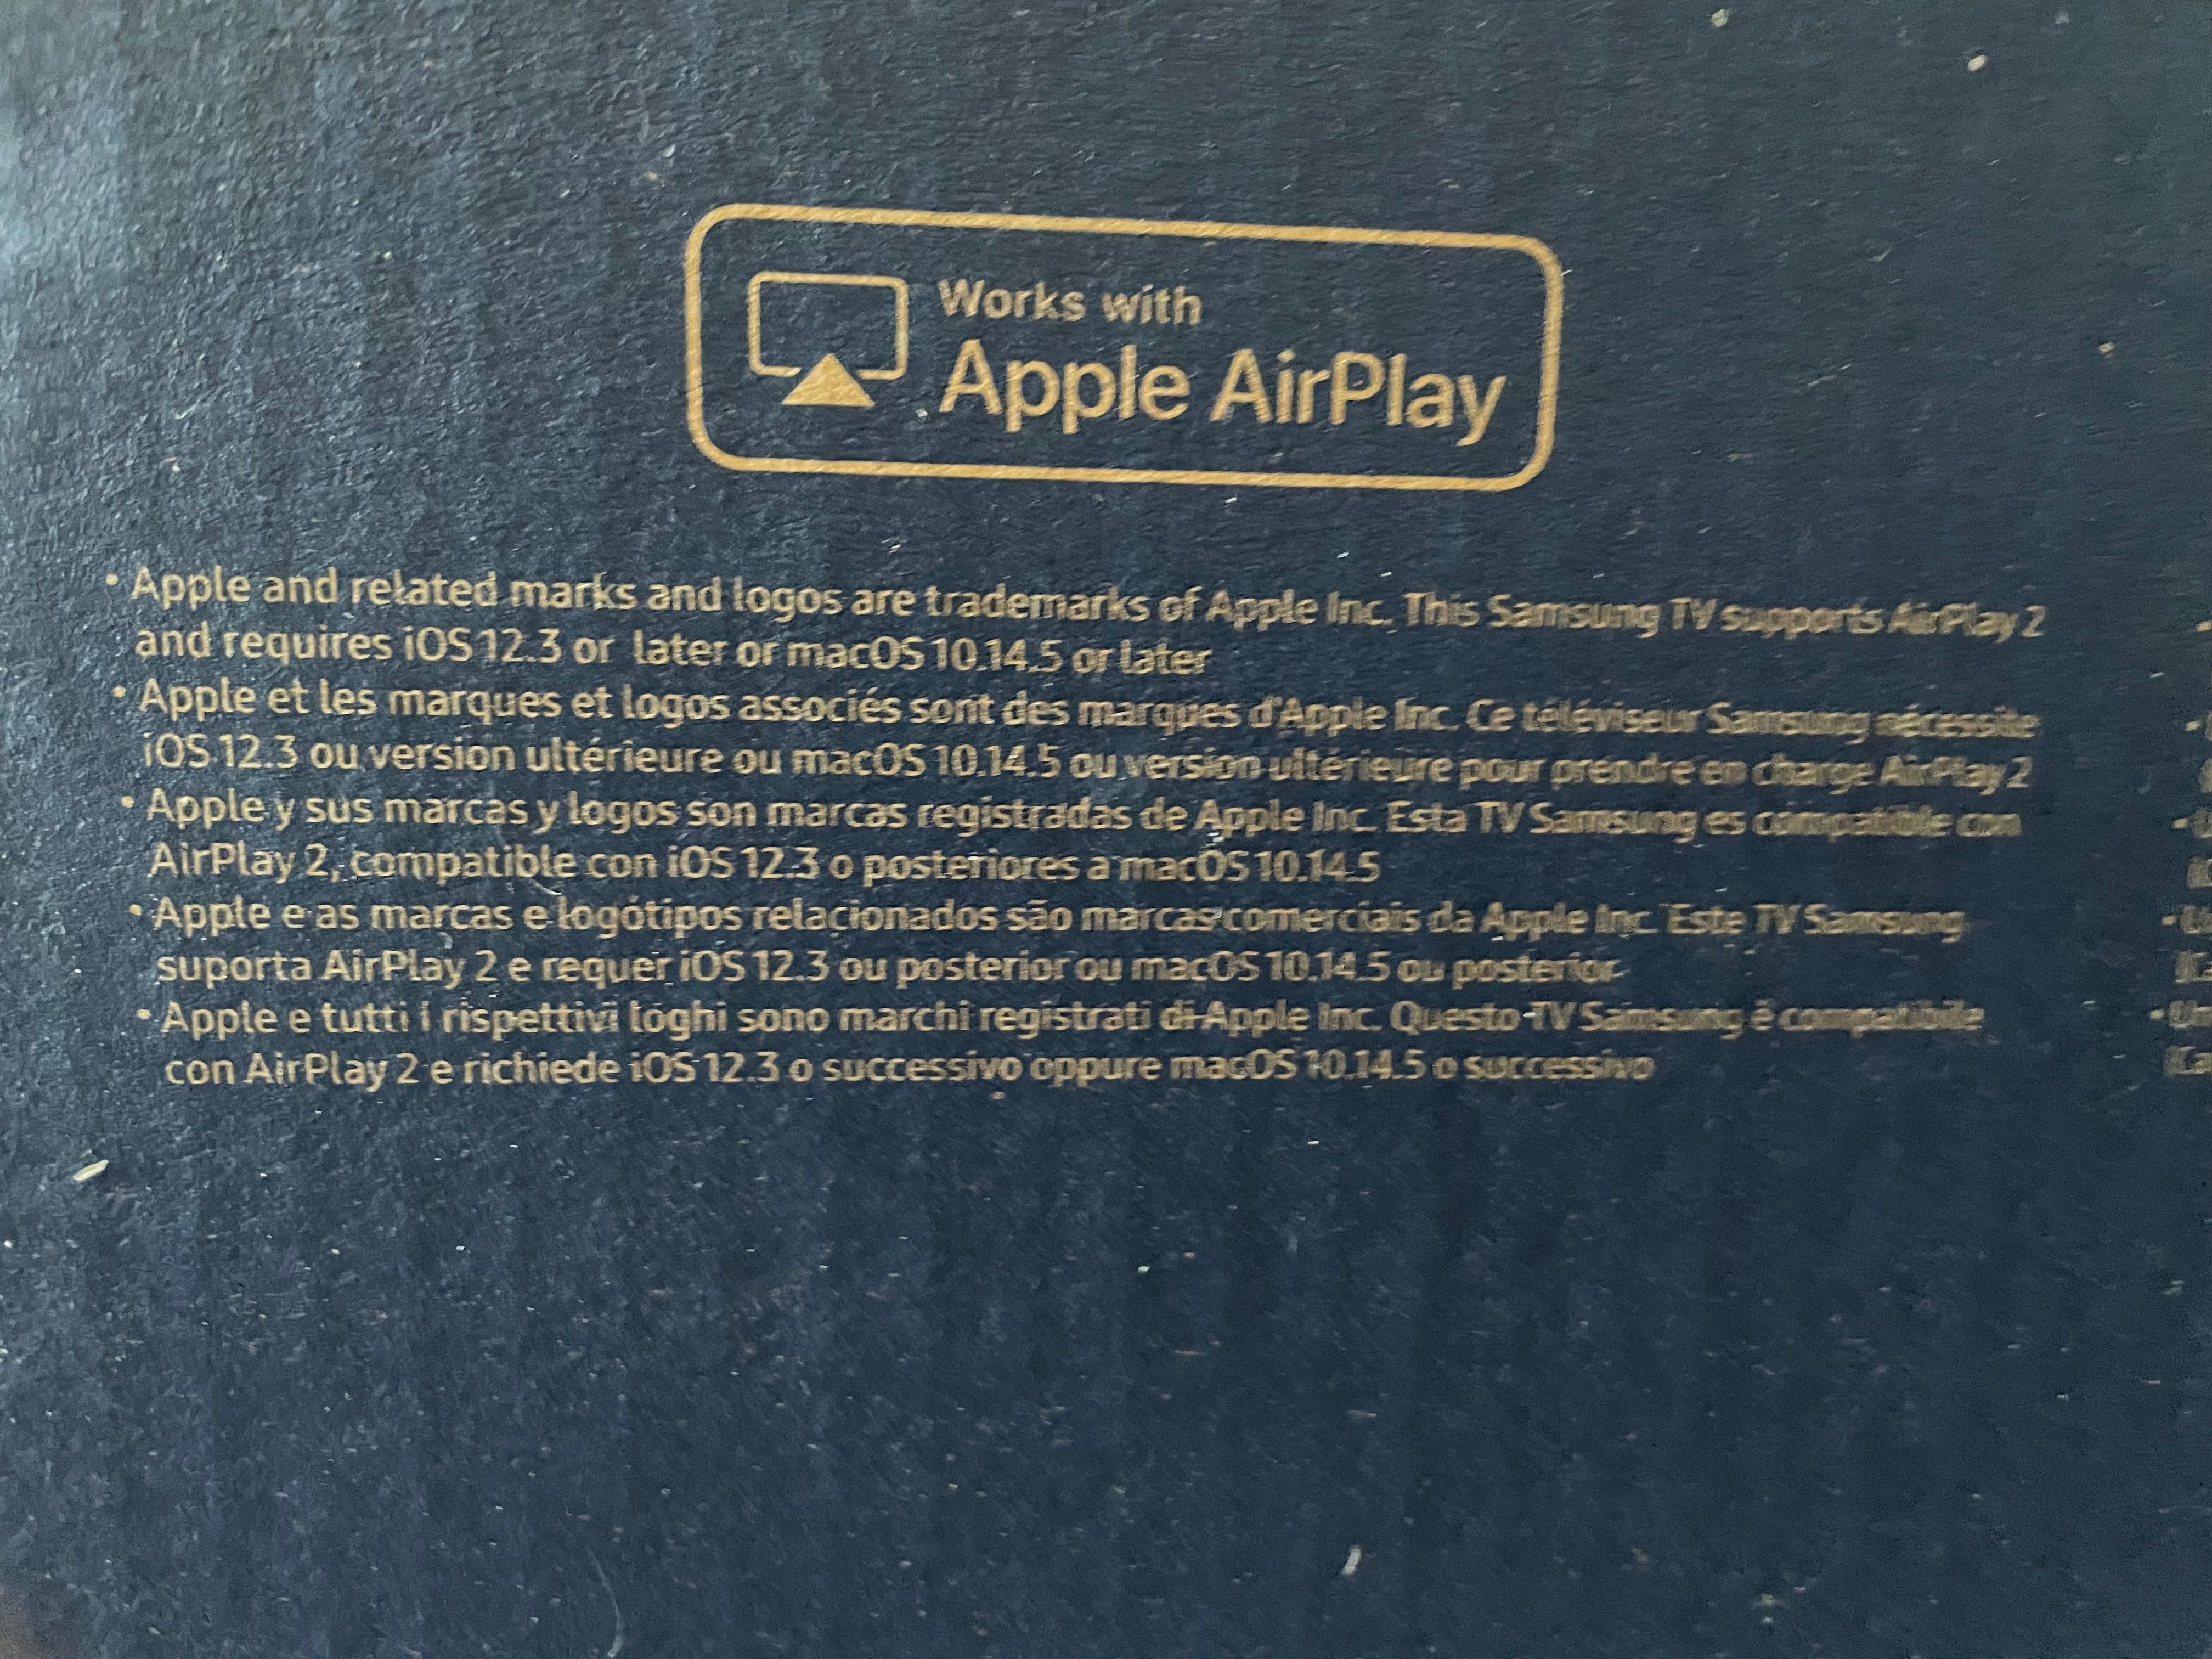 Works with
Apple AirPlay
• Apple and related marks and logos are trademarks of Apple Inc. This Samsung TV supports AirPlay 2
and requires iOS 12.3 or later or macOS 10.14.5 or later
• Apple et les marques et logos associés sont des marques d'Apple Inc. Ce téléviseur Samsung nécessite
iOS 12.3 ou version ultérieure ou macOS 10.14.5 ou version ultérieure pour prendre en charge AirPlay 2
• Apple y sus marcas y logos son marcas registradas de Apple Inc. Esta TV Samsung es compatible con
AirPlay 2, compatible con iOS 12.3 o posteriores a macOS 10.14.5
• Apple e as marcas e logótipos relacionados são marcas comerciais da Apple Inc. Este TV Samsung
suporta AirPlay 2 e requer iOS 12.3 ou posterior ou macOS 10.14.5 ou posterior
• Apple e tutti i rispettivi loghi sono marchi registrati di Apple Inc. Questo TV Samsung è compatibile
con AirPlay 2 e richiede iOS 12.3 o successivo oppure macOS 10.14.5 o successivo